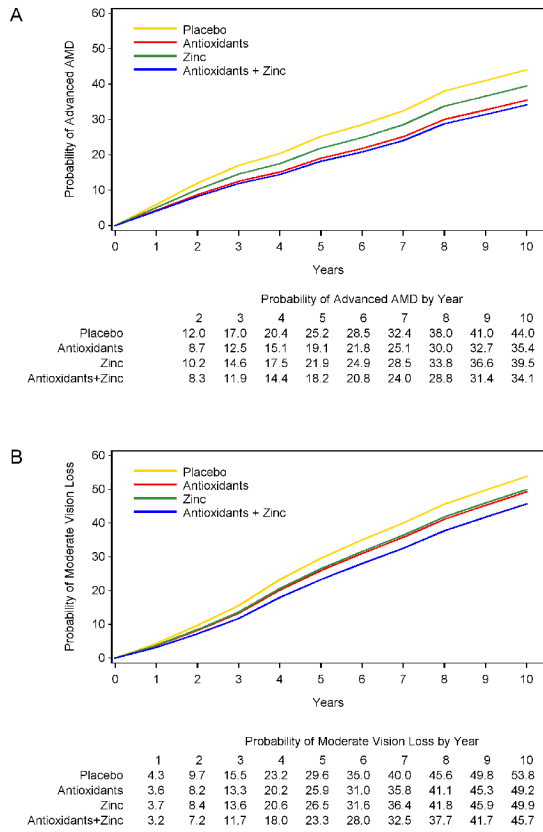 A
60
50
40
30
20
10
0
Probability of Advanced AMD
Placebo
Antioxidants
Zinc
Antioxidants + Zinc
0 1 2 3 4 5 6 7 8 9 10
Years
Probability of Advanced AMD by Year
2 3 4 5 6 7 8 9 10
Placebo 12.0 17.0 20.4 25.2 28.5 32.4 38.0 41.0 44.0
Antioxidants 8.7 12.5 15.1 19.1 21.8 25.1 30.0 32.7 35.4
Zinc 10.2 14.6 17.5 21.9 24.9 28.5 33.8 36.6 39.5
Antioxidants+Zinc 8.3 11.9 14.4 18.2 20.8 24.0 28.8 31.4 34.1
B
60
50
40
30
20
10
0
Probability of Moderate Vision Loss
Placebo
Antioxidants
Zinc
Antioxidants + Zinc
0 1 2 3 4 5 6 7 8 9 10
Years
Probability of Moderate Vision Loss by Year
1 2 3 4 5 6 7 8 9 10
Placebo 4.3 9.7 15.5 23.2 29.6 35.0 40.0 45.6 49.8 53.8
Antioxidants 3.6 8.2 13.3 20.2 25.9 31.0 35.8 41.1 45.3 49.2
Zinc 3.7 8.4 13.6 20.6 26.5 31.6 36.4 41.8 45.9 49.9
Antioxidants+Zinc 3.2 7.2 11.7 18.0 23.3 28.0 32.5 37.7 41.7 45.7